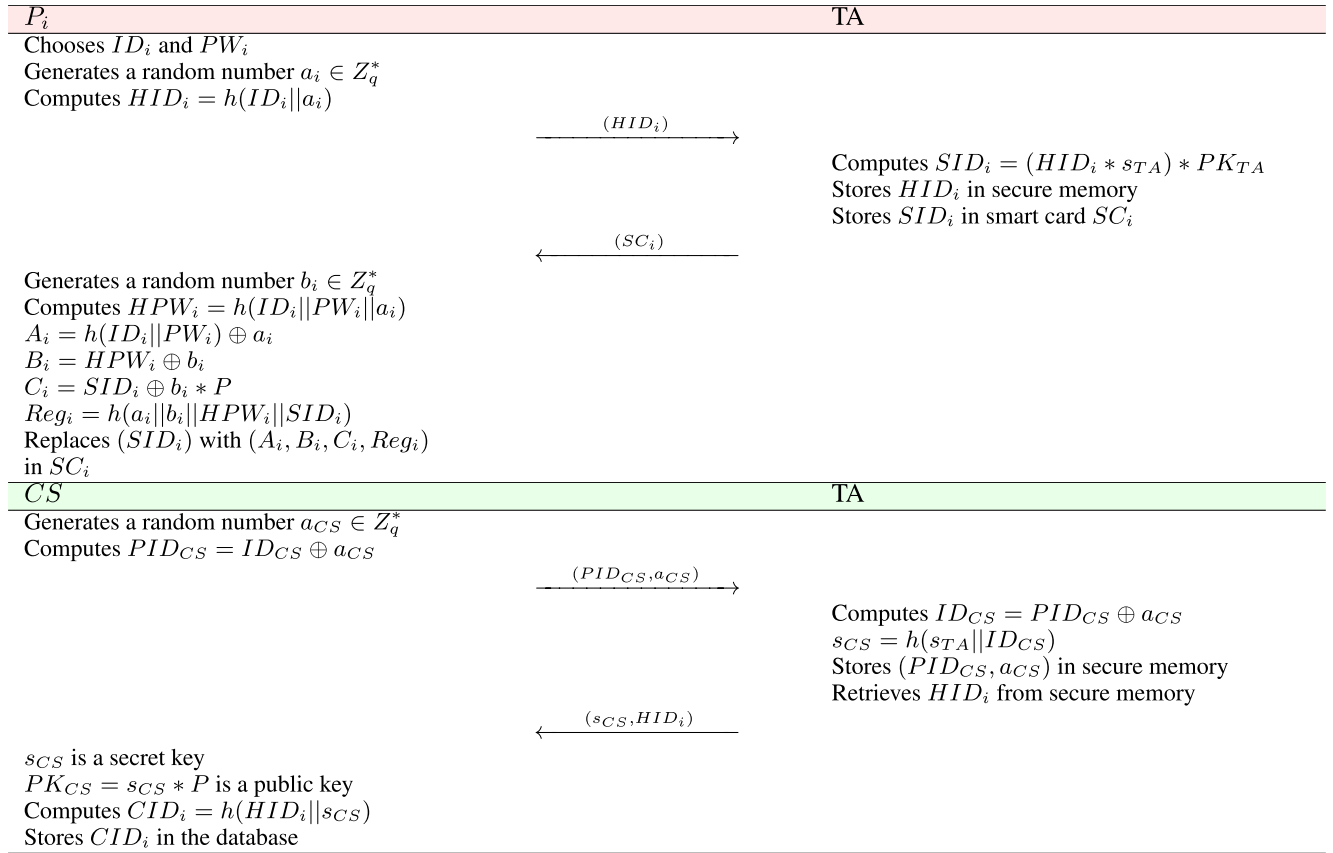 P_i TA
Chooses ID_i and PW_i
Generates a random number a_i ∈ Z_q^*
Computes HID_i = h(ID_i||a_i)
(HID_i)
Computes SID_i = (HID_i * s_TA) * PK_TA
Stores HID_i in secure memory
Stores SID_i in smart card SC_i
(SC_i)
Generates a random number b_i ∈ Z_q^*
Computes HPW_i = h(ID_i||PW_i||a_i)
A_i = h(ID_i||PW_i) ⊕ a_i
B_i = HPW_i ⊕ b_i
C_i = SID_i ⊕ b_i * P
Reg_i = h(a_i||b_i||HPW_i||SID_i)
Replaces (SID_i) with (A_i, B_i, C_i, Reg_i)
in SC_i
CS TA
Generates a random number a_CS ∈ Z_q^*
Computes PID_CS = ID_CS ⊕ a_CS
(PID_CS,a_CS)
Computes ID_CS = PID_CS ⊕ a_CS
s_CS = h(s_TA||ID_CS)
Stores (PID_CS, a_CS) in secure memory
Retrieves HID_i from secure memory
(s_CS,HID_i)
s_CS is a secret key
PK_CS = s_CS * P is a public key
Computes CID_i = h(HID_i||s_CS)
Stores CID_i in the database